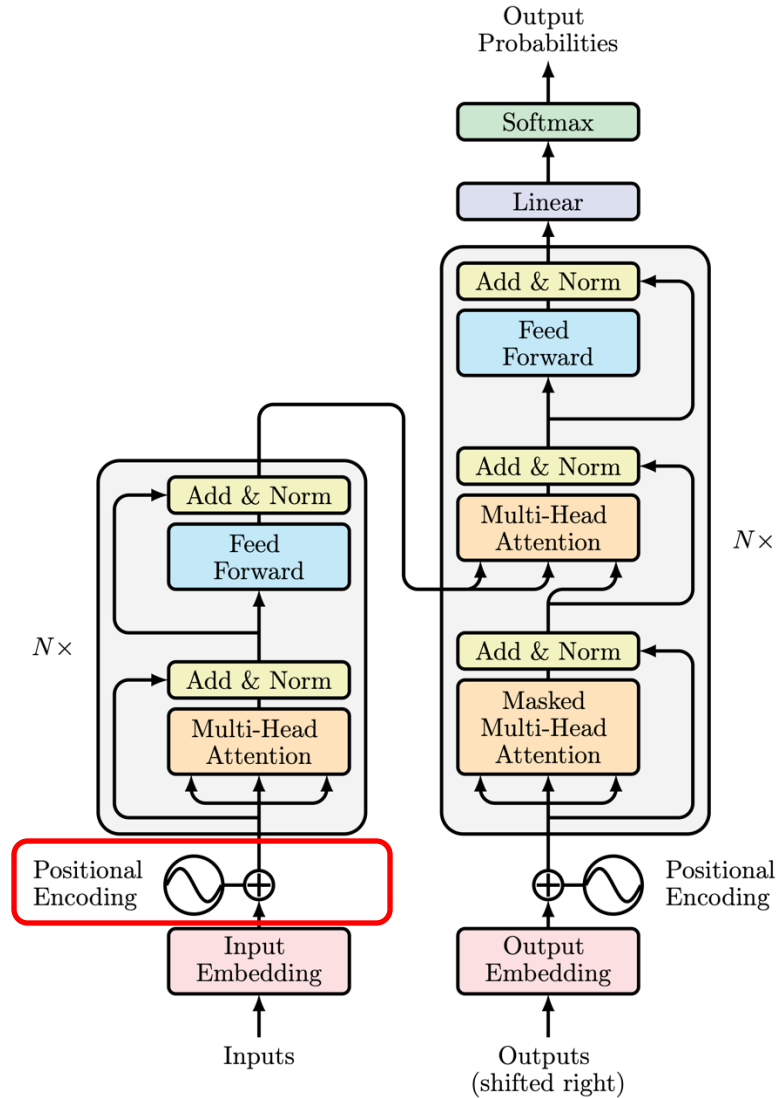 Output
Probabilities
Softmax
Linear
Add & Norm
Feed
Forward
Add & Norm
Multi-Head
Attention
N×
Add & Norm
Masked
Multi-Head
Attention
Add & Norm
Feed
Forward
N×
Add & Norm
Multi-Head
Attention
Positional
Encoding
Input
Embedding
Inputs
Positional
Encoding
Output
Embedding
Outputs
(shifted right)